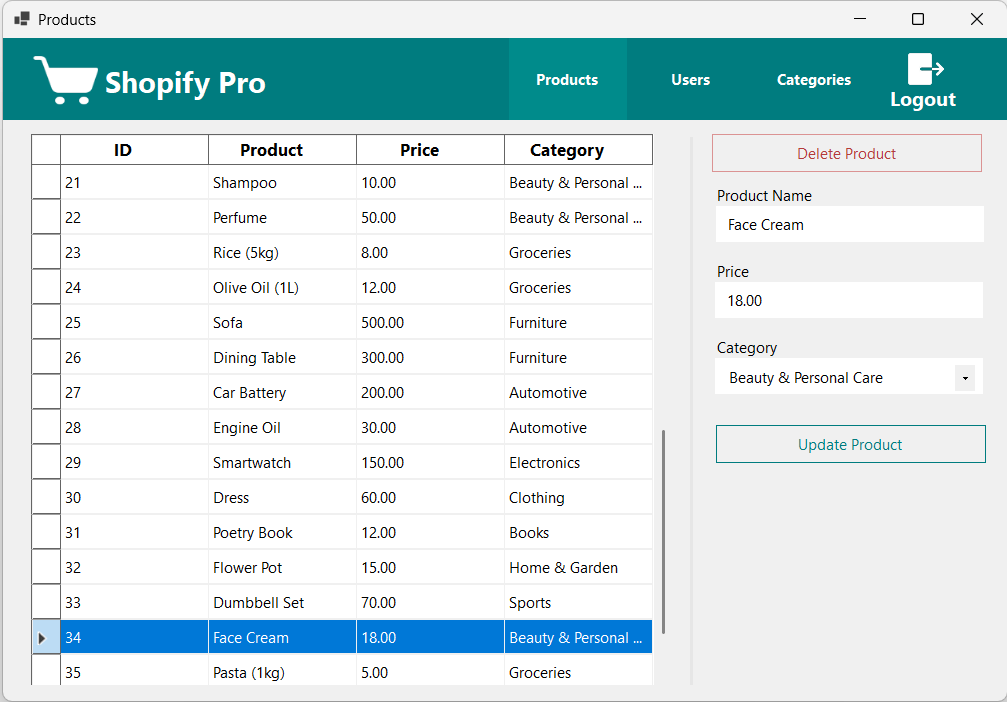 Products
Shopify Pro
Products Users Categories Logout
ID Product Price Category
21 Shampoo 10.00 Beauty & Personal ...
22 Perfume 50.00 Beauty & Personal ...
23 Rice (5kg) 8.00 Groceries
24 Olive Oil (1L) 12.00 Groceries
25 Sofa 500.00 Furniture
26 Dining Table 300.00 Furniture
27 Car Battery 200.00 Automotive
28 Engine Oil 30.00 Automotive
29 Smartwatch 150.00 Electronics
30 Dress 60.00 Clothing
31 Poetry Book 12.00 Books
32 Flower Pot 15.00 Home & Garden
33 Dumbbell Set 70.00 Sports
34 Face Cream 18.00 Beauty & Personal ...
35 Pasta (1kg) 5.00 Groceries
Delete Product
Product Name
Face Cream
Price
18.00
Category
Beauty & Personal Care
Update Product